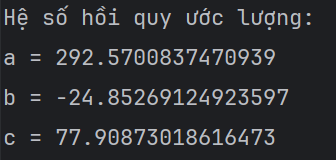 Hệ số hồi quy ước lượng:
a = 292.5700837470939
b = -24.85269124923597
c = 77.90873018616473